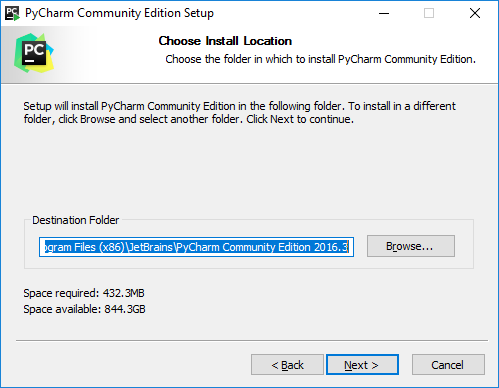 PyCharm Community Edition Setup
PC
Choose Install Location
Choose the folder in which to install PyCharm Community Edition.
Setup will install PyCharm Community Edition in the following folder. To install in a different
folder, click Browse and select another folder. Click Next to continue.
Destination Folder
ogram Files (x86)\JetBrains\PyCharm Community Edition 2016.3
Browse...
Space required: 432.3MB
Space available: 844.3GB
< Back
Next >
Cancel